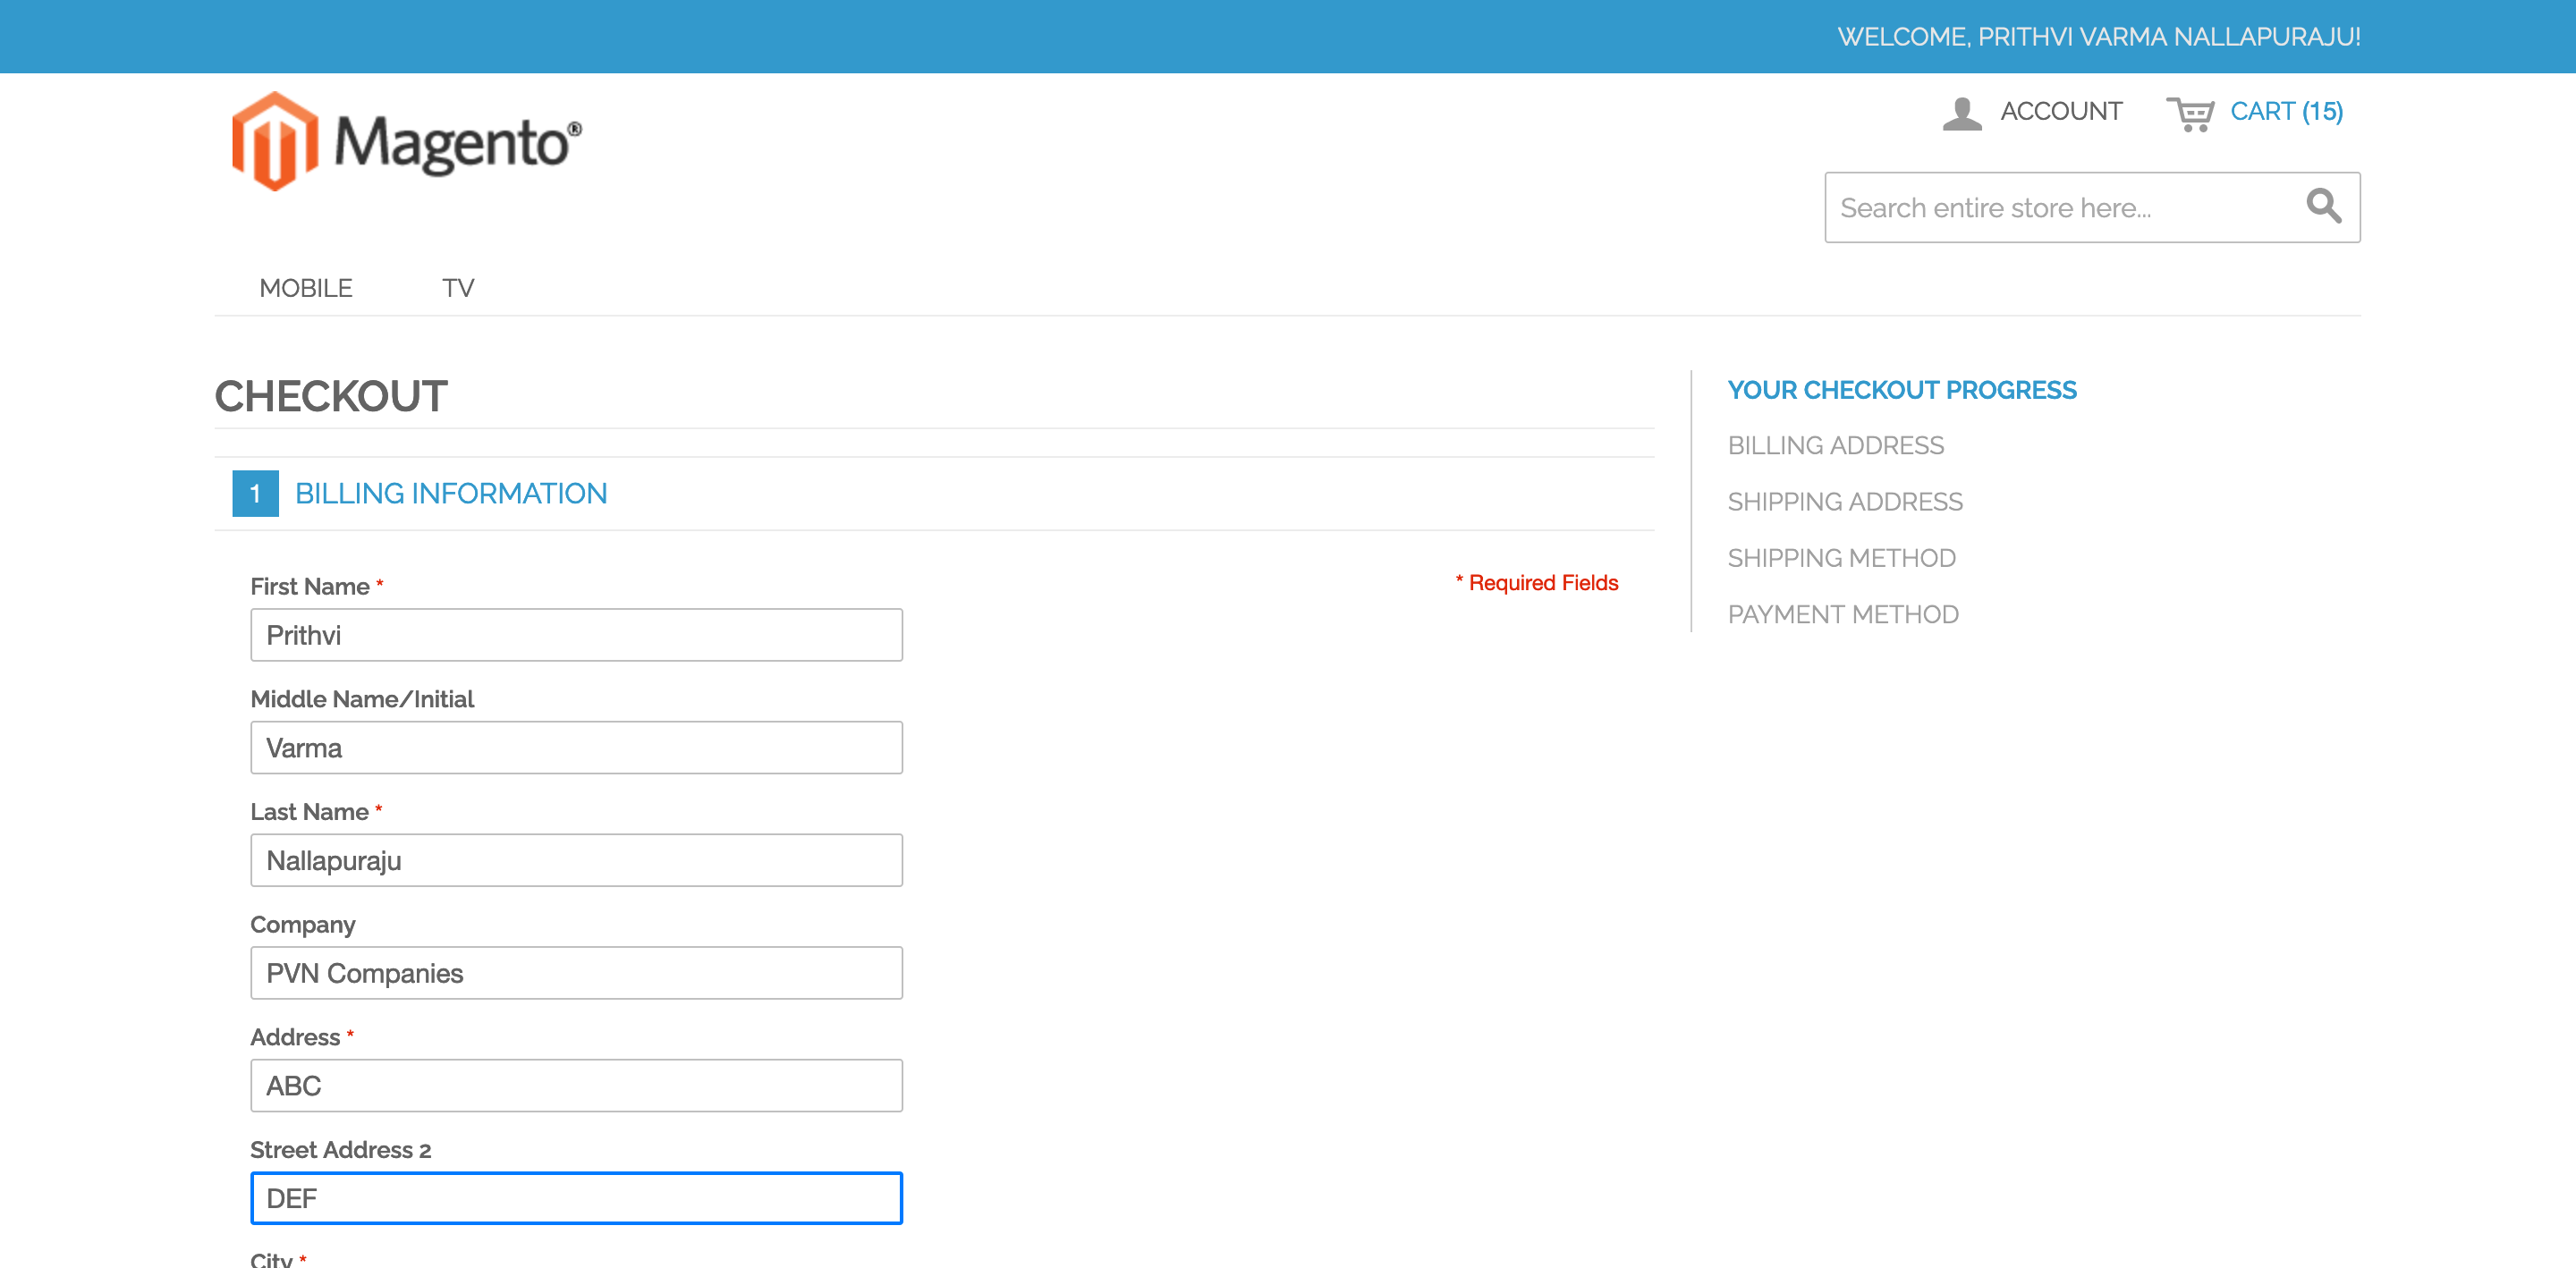 WELCOME, PRITHVI VARMA NALLAPURAJU!
Magento®
ACCOUNT
CART (15)
Search entire store here...
MOBILE
TV
CHECKOUT
1 BILLING INFORMATION
* Required Fields
First Name *
Prithvi
Middle Name/Initial
Varma
Last Name *
Nallapuraju
Company
PVN Companies
Address *
ABC
Street Address 2
DEF
City *
YOUR CHECKOUT PROGRESS
BILLING ADDRESS
SHIPPING ADDRESS
SHIPPING METHOD
PAYMENT METHOD